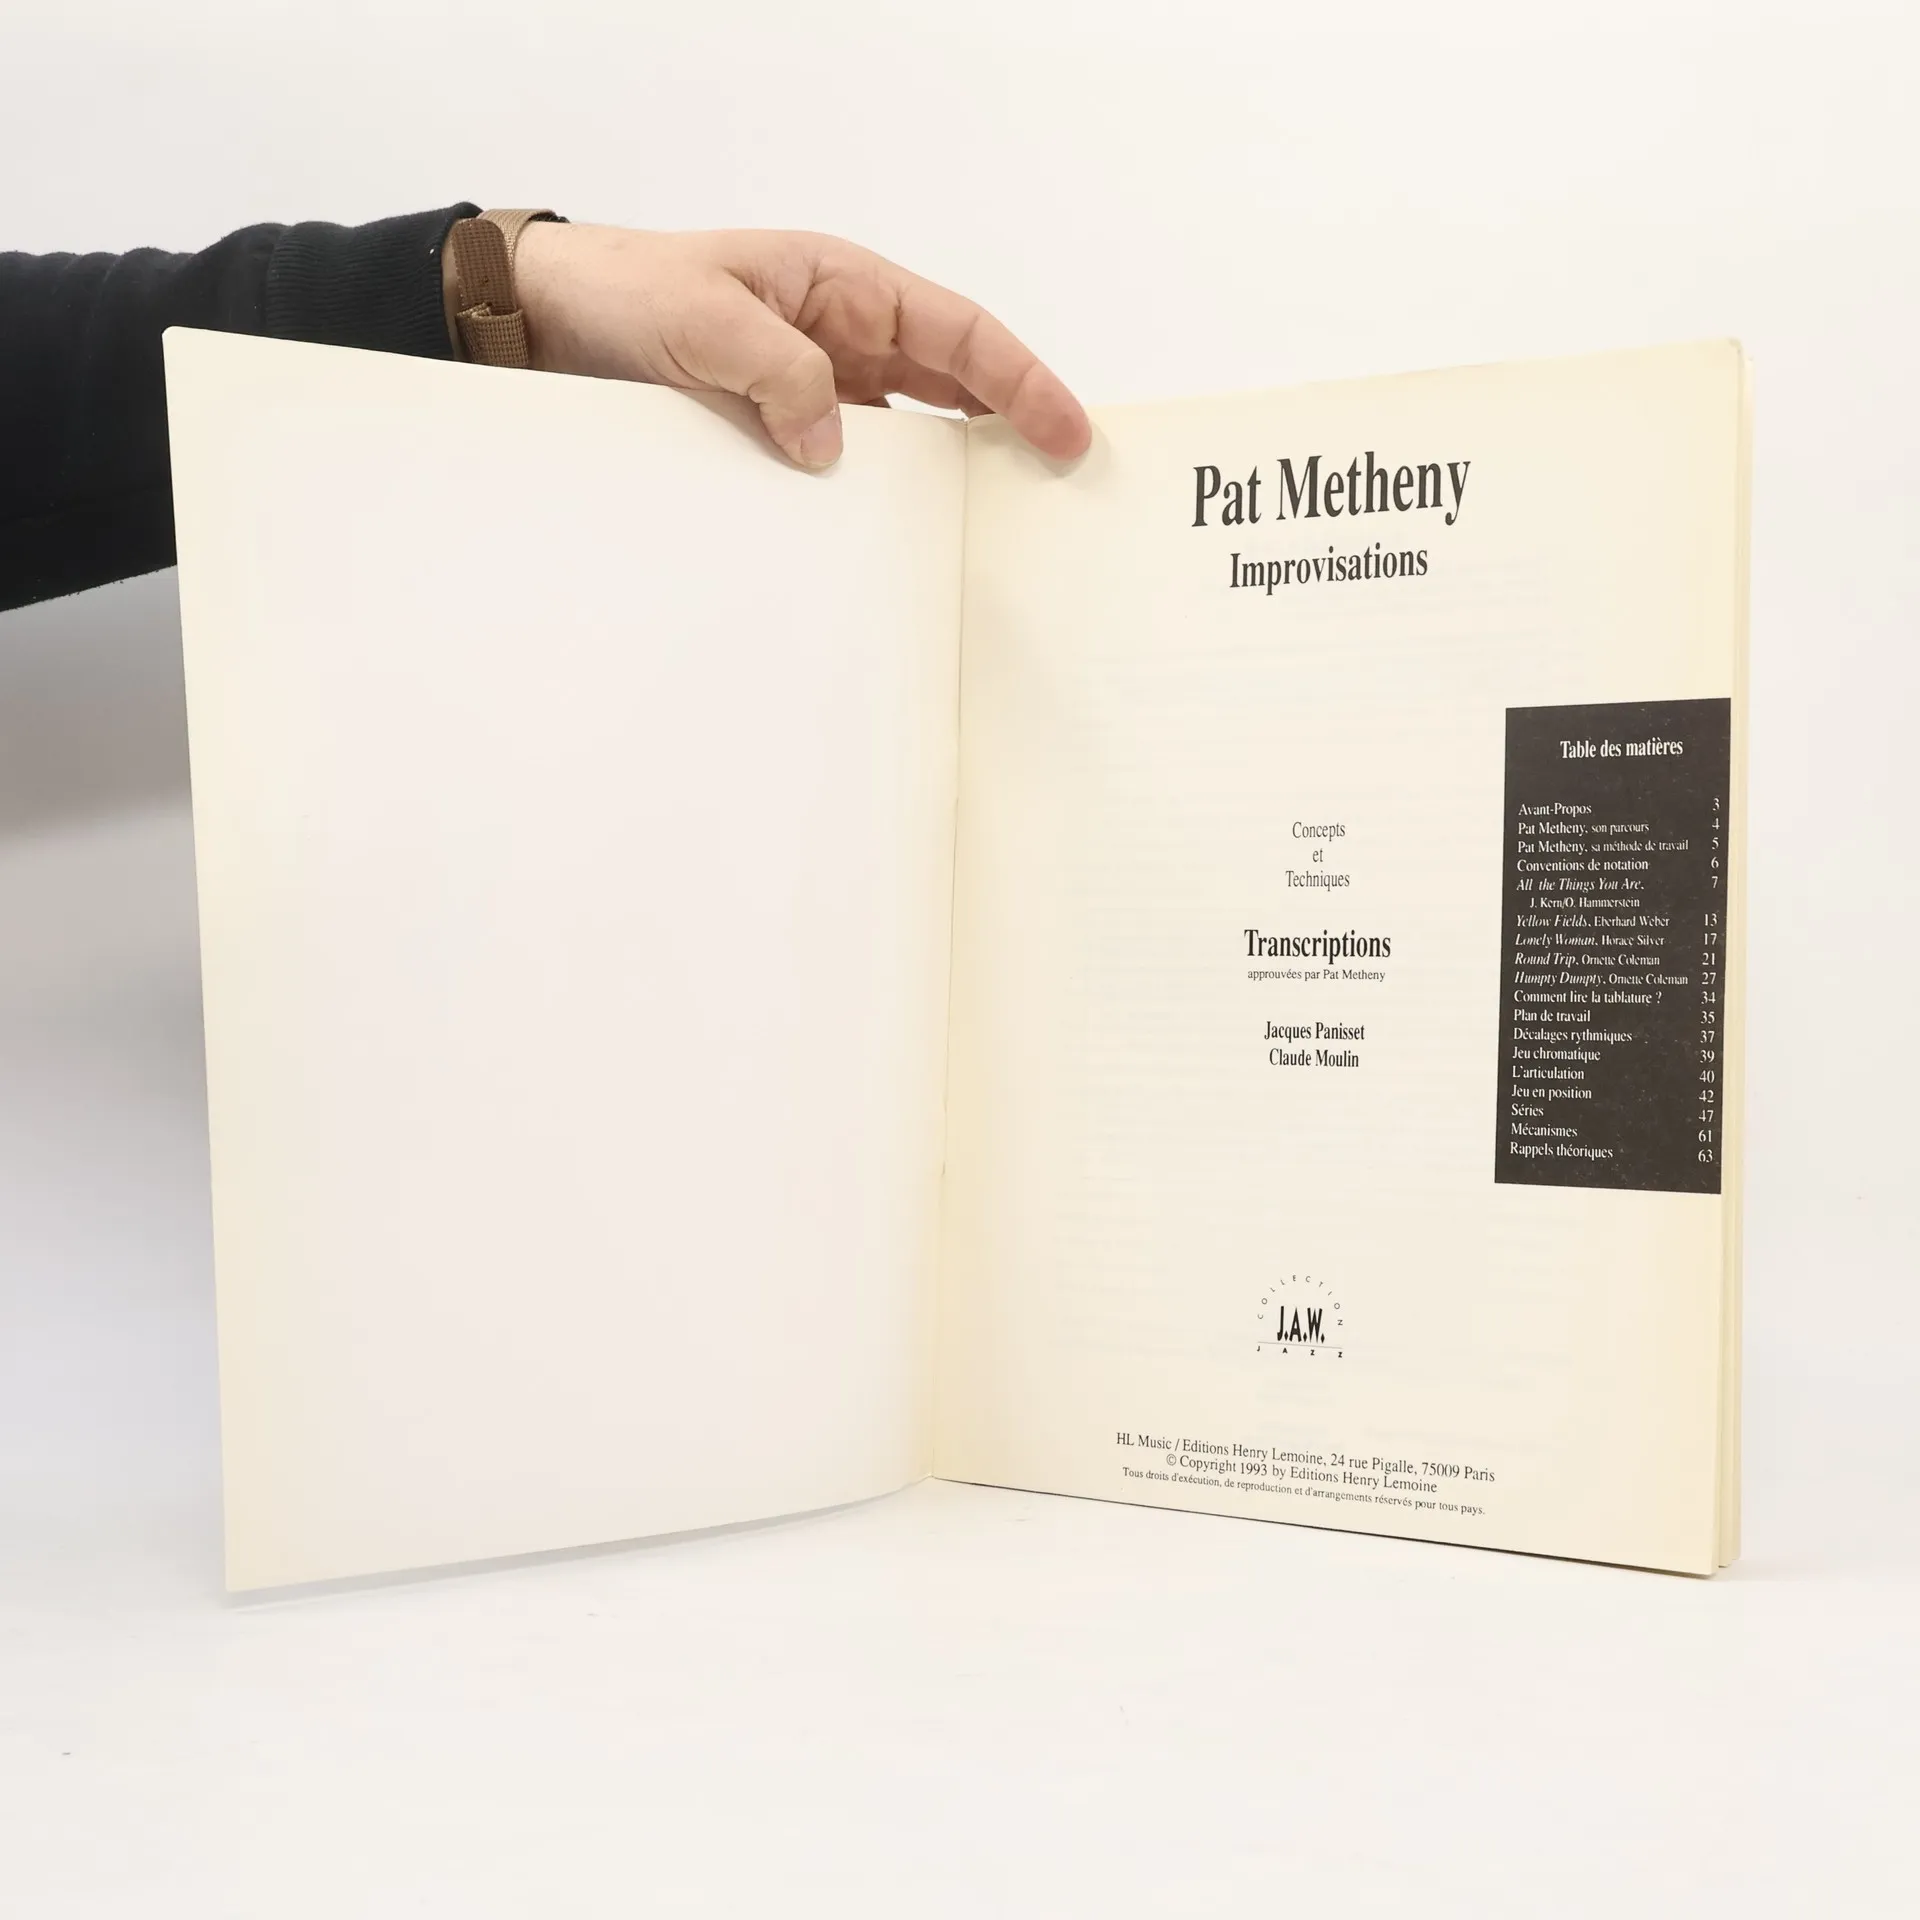 Pat Metheny
Improvisations
Concepts
et
Techniques
Transcriptions
approuvées par Pat Metheny
Jacques Panisset
Claude Moulin
Table des matières
Avant-Propos 3
Pat Metheny, son parcours 4
Pat Metheny, sa méthode de travail 5
Conventions de notation 6
All the Things You Are, 7
J. Kern/O. Hammerstein
Yellow Fields, Eberhard Weber 13
Lonely Woman, Horace Silver 17
Round Trip, Ornette Coleman 21
Humpty Dumpty, Ornette Coleman 27
Comment lire la tablature ? 34
Plan de travail 35
Décalages rythmiques 37
Jeu chromatique 39
L'articulation 40
Jeu en position 42
Séries 47
Mécanismes 61
Rappels théoriques 63
COLLECTION
J.A.W.
JAZZ
HL Music / Editions Henry Lemoine, 24 rue Pigalle, 75009 Paris
© Copyright 1993 by Editions Henry Lemoine
Tous droits d'exécution, de reproduction et d'arrangements réservés pour tous pays.